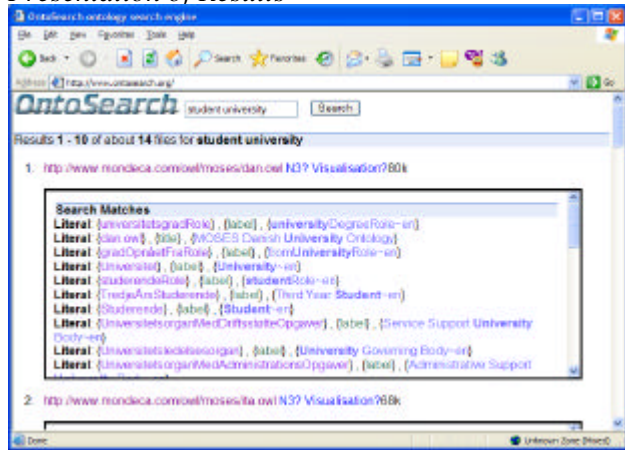 Presentation of Results
OntoSearch ontology search engine
File Edit View Favorites Tools Help
Back Search Favorites
Address http://www.ontosearch.org/ Go
OntoSearch student university Search
Results 1 - 10 of about 14 files for student university
1. http://www.mondeca.com/owl/moses/dan.owl N3? Visualisation?80k
Search Matches
Literal: {universitetsgradRole} , {label} , {universityDegreeRole~en}
Literal: {dan.owl} , {title} , {MOSES Danish University Ontology}
Literal: {gradOpnåetFraRolle} , {label} , {fromUniversityRole~en}
Literal: {Universitet} , {label} , {University~en}
Literal: {studerendeRole} , {label} , {studentRole~en}
Literal: {TredjeÅrsStuderende} , {label} , {Third Year Student~en}
Literal: {Studerende} , {label} , {Student~en}
Literal: {UniversitetsorganMedDriftsstøtteOpgaver} , {label} , {Service Support University
Body~en}
Literal: {Universitetsledelsesorgan} , {label} , {University Governing Body~en}
Literal: {UniversitetsorganMedAdministrationsOpgaver} , {label} , {Administrative Support
2. http://www.mondeca.com/owl/moses/ita.owl N3? Visualisation?68k
Done Unknown Zone (Mixed)